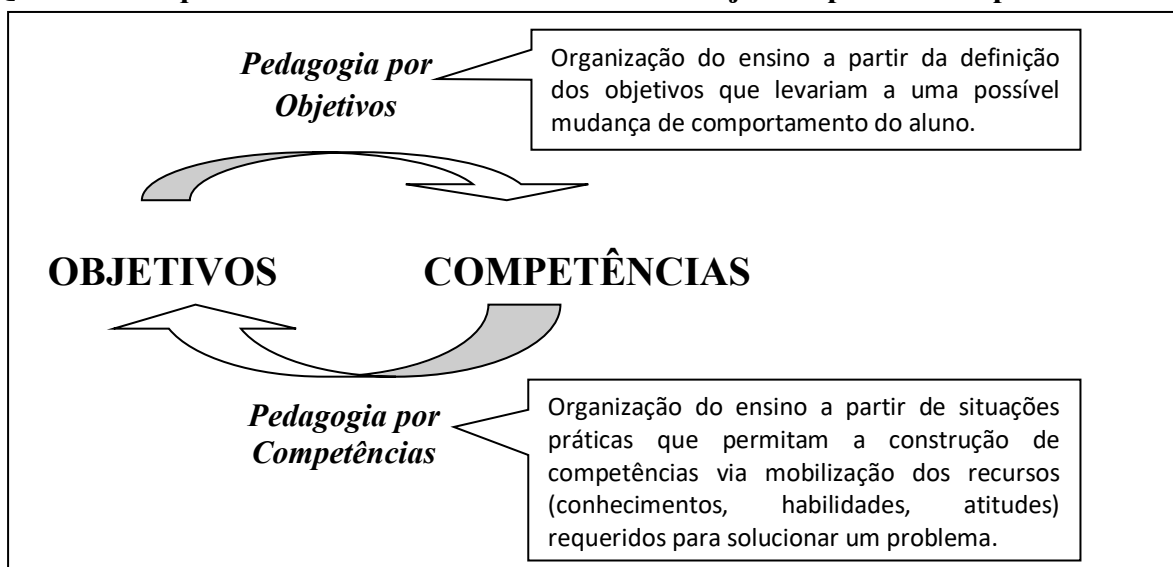 Pedagogia por
Objetivos
Organização do ensino a partir da definição
dos objetivos que levariam a uma possível
mudança de comportamento do aluno.
OBJETIVOS COMPETÊNCIAS
Pedagogia por
Competências
Organização do ensino a partir de situações
práticas que permitam a construção de
competências via mobilização dos recursos
(conhecimentos, habilidades, atitudes)
requeridos para solucionar um problema.